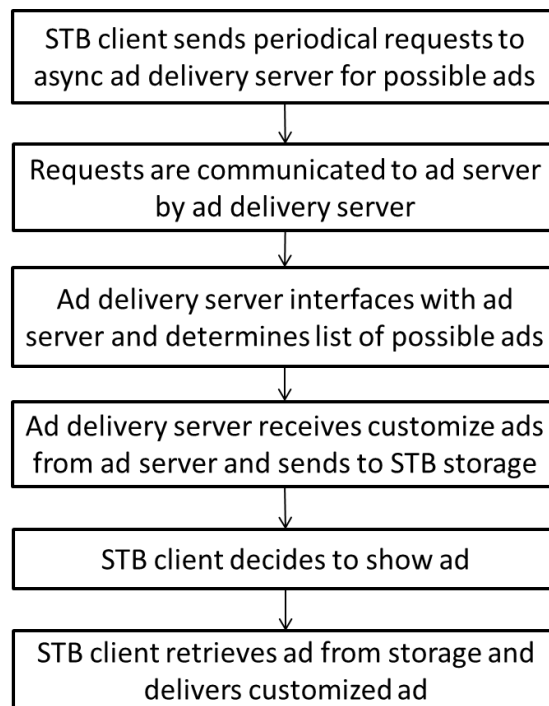 STB client sends periodical requests to
async ad delivery server for possible ads
Requests are communicated to ad server
by ad delivery server
Ad delivery server interfaces with ad
server and determines list of possible ads
Ad delivery server receives customize ads
from ad server and sends to STB storage
STB client decides to show ad
STB client retrieves ad from storage and
delivers customized ad